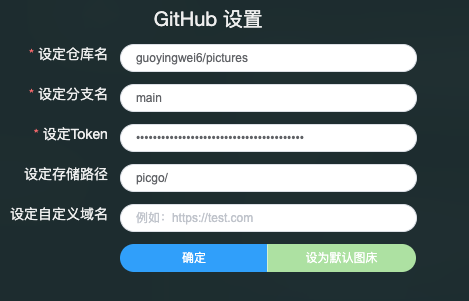 GitHub 设置
* 设定仓库名 guoyingwei6/pictures
* 设定分支名 main
* 设定Token ••••••••••••••••••••••••••••••••••••••••
设定存储路径 picgo/
设定自定义域名 例如：https://test.com
确定 设为默认图床